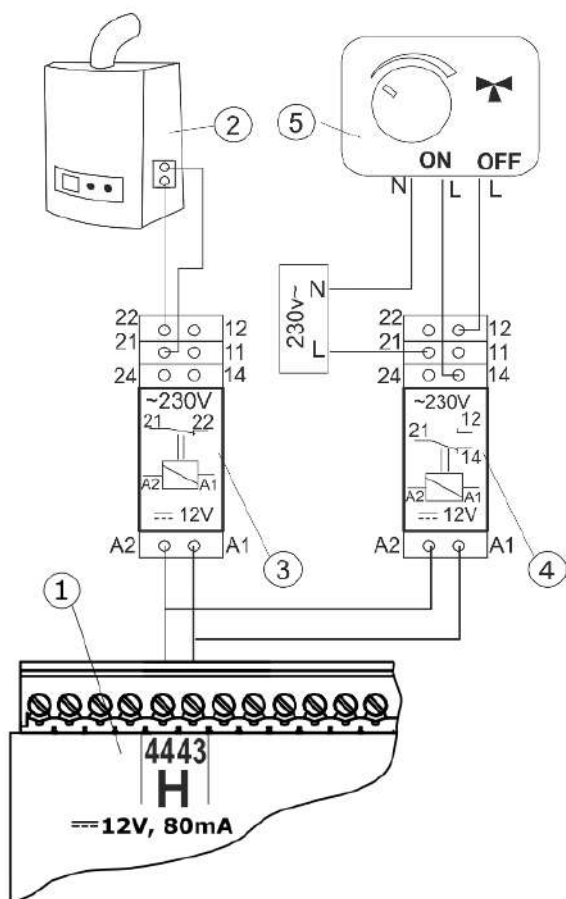 2
5
ON OFF
N L L
230v~
N
L
22 12
21 11
24 14
~230V
21 22
A2 A1
12V
A2 A1
3
22 12
21 11
24 14
~230V
12
21
14
A2 A1
12V
A2 A1
4
1
4443
H
12V, 80mA